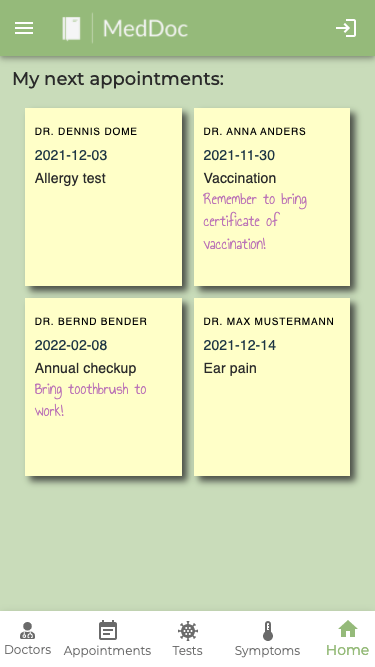 MedDoc
My next appointments:
DR. DENNIS DOME
2021-12-03
Allergy test
DR. ANNA ANDERS
2021-11-30
Vaccination
Remember to bring
certificate of
vaccination!
DR. BERND BENDER
2022-02-08
Annual checkup
Bring toothbrush to
work!
DR. MAX MUSTERMANN
2021-12-14
Ear pain
Doctors
Appointments
Tests
Symptoms
Home